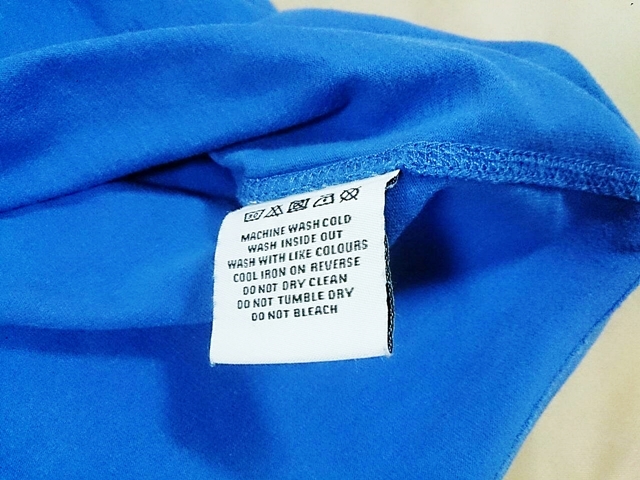 MACHINE WASH COLD
WASH INSIDE OUT
WASH WITH LIKE COLOURS
COOL IRON ON REVERSE
DO NOT DRY CLEAN
DO NOT TUMBLE DRY
DO NOT BLEACH